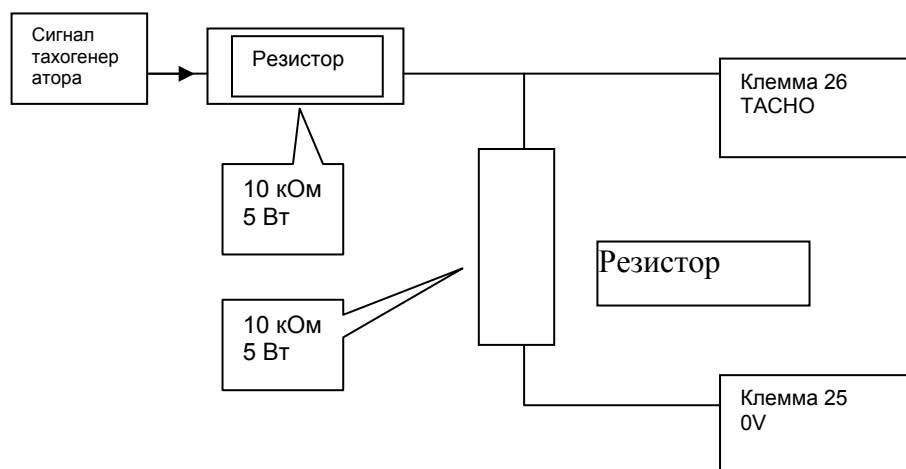 Сигнал
тахогенер
атора
Резистор
Клемма 26
TACHO
10 кОм
5 Вт
Резистор
10 кОм
5 Вт
Клемма 25
0V